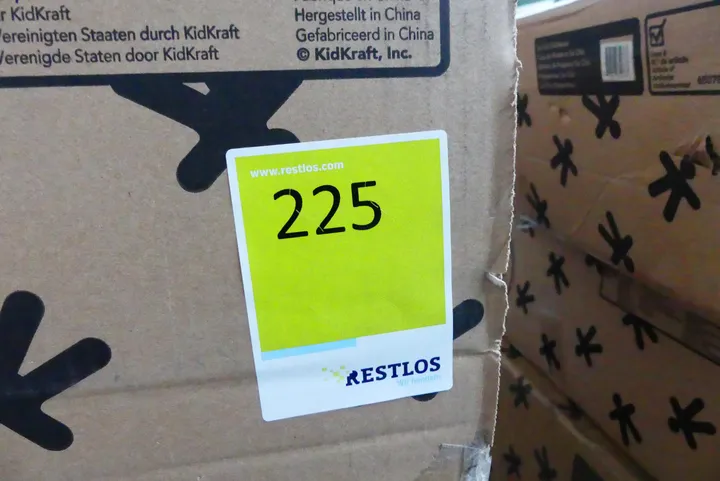 r KidKraft
Vereinigten Staaten durch KidKraft
Verenigde Staten door KidKraft
Hergestellt in China
Gefabriceerd in China
© KidKraft, Inc.
www.restlos.com
225
RESTLOS